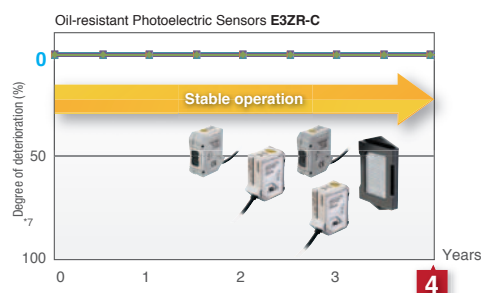 Oil-resistant Photoelectric Sensors E3ZR-C
0
Stable operation
Degree of deterioration (%)
50
*7
100
Years
0 1 2 3 4